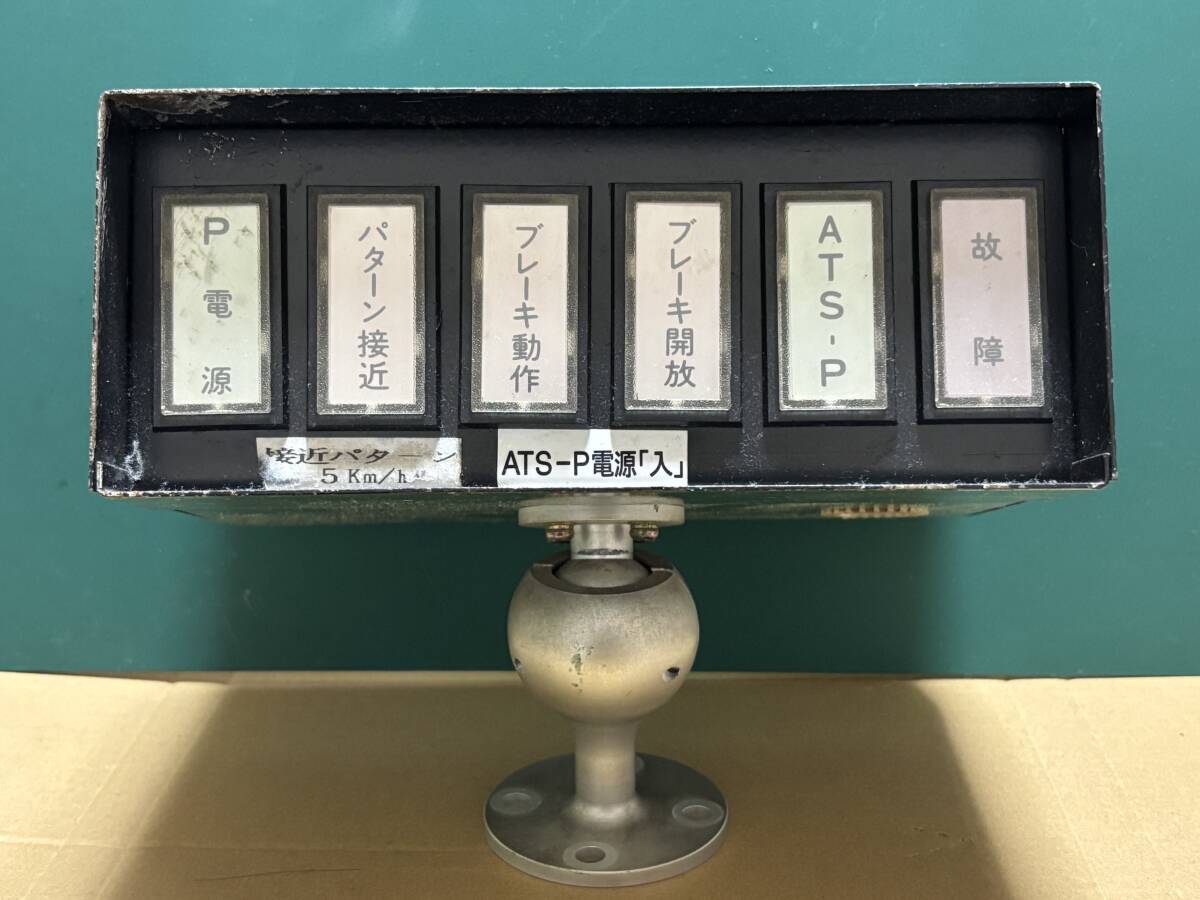 P電源
パターン接近
ブレーキ動作
ブレーキ開放
ATS-P
故障
接近パターン
5 Km/h
ATS-P電源｢入｣